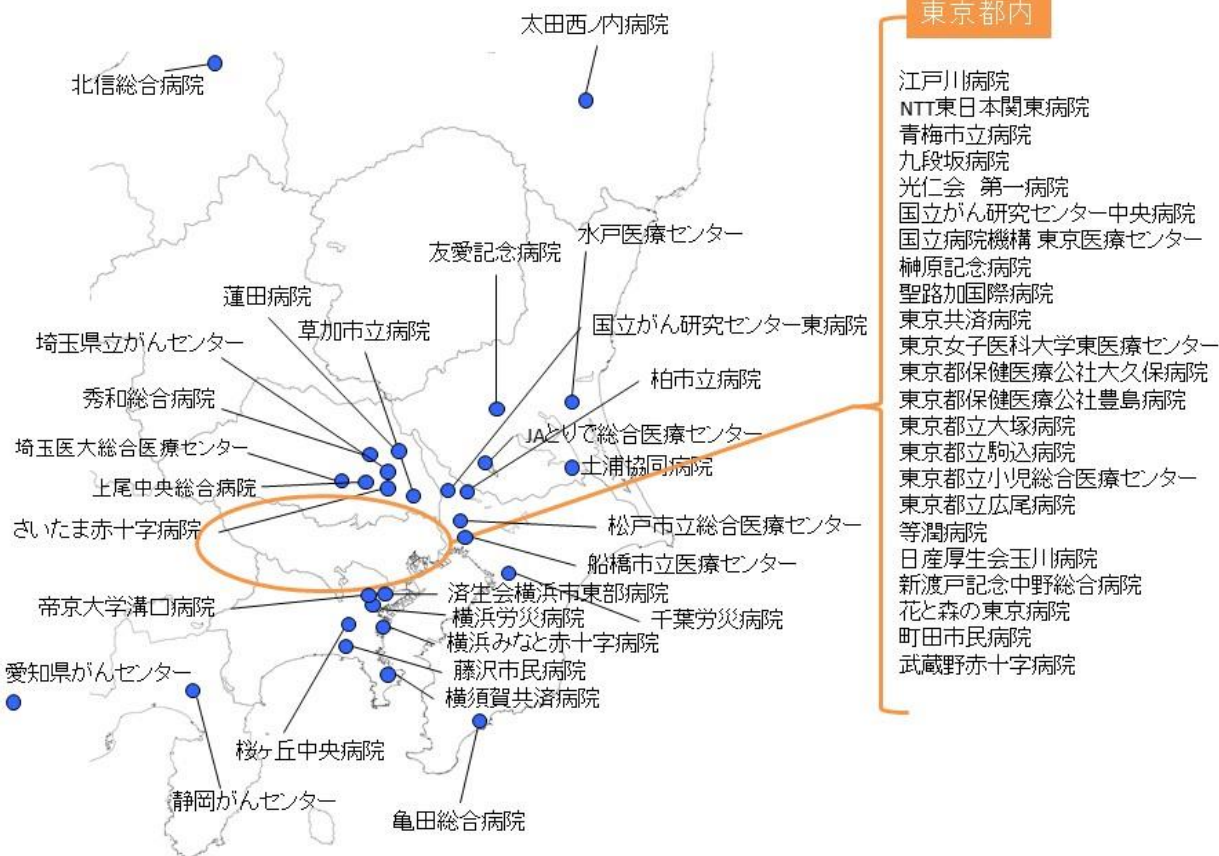 太田西ノ内病院
北信総合病院
友愛記念病院
水戸医療センター
蓮田病院
草加市立病院
国立がん研究センター東病院
埼玉県立がんセンター
柏市立病院
秀和総合病院
JAとりで総合医療センター
埼玉医大総合医療センター
土浦協同病院
上尾中央総合病院
さいたま赤十字病院
松戸市立総合医療センター
船橋市立医療センター
帝京大学溝口病院
済生会横浜市東部病院
横浜労災病院
千葉労災病院
横浜みなと赤十字病院
愛知県がんセンター
藤沢市民病院
横須賀共済病院
桜ヶ丘中央病院
静岡がんセンター
亀田総合病院
東京都内
江戸川病院
NTT東日本関東病院
青梅市立病院
九段坂病院
光仁会 第一病院
国立がん研究センター中央病院
国立病院機構 東京医療センター
榊原記念病院
聖路加国際病院
東京共済病院
東京女子医科大学東医療センター
東京都保健医療公社大久保病院
東京都保健医療公社豊島病院
東京都立大塚病院
東京都立駒込病院
東京都立小児総合医療センター
東京都立広尾病院
等潤病院
日産厚生会玉川病院
新渡戸記念中野総合病院
花と森の東京病院
町田市民病院
武蔵野赤十字病院